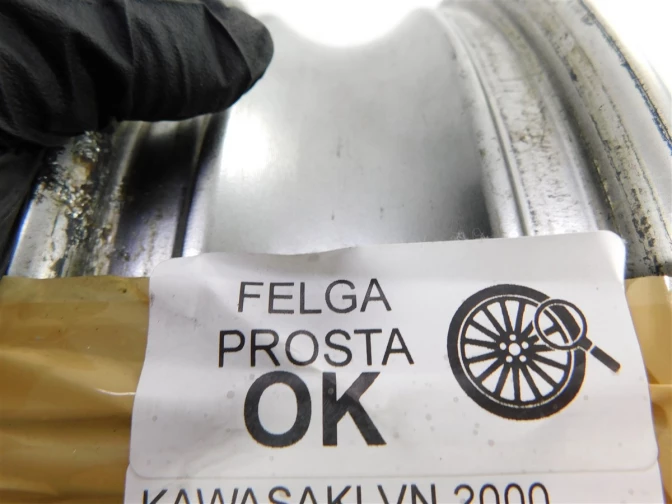 FELGA
PROSTA
OK
KAWASAKI VN 2000